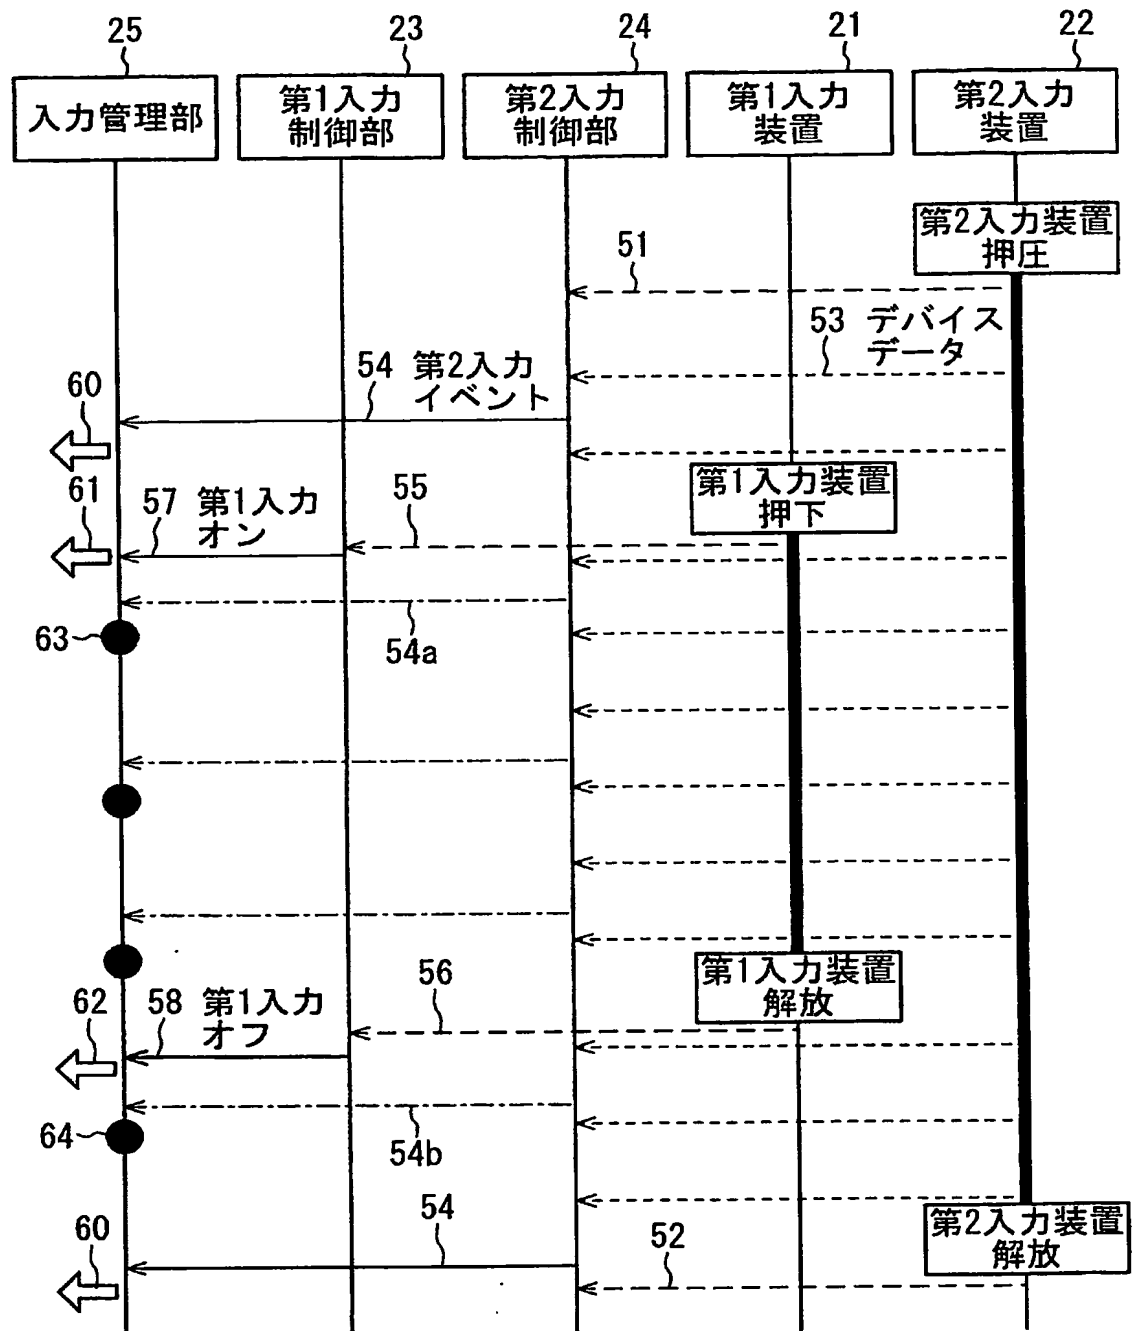 25
23
24
21
22
入力管理部
第1入力
制御部
第2入力
制御部
第1入力
装置
第2入力
装置
第2入力装置
押圧
51
53 デバイス
データ
54 第2入力
イベント
60
第1入力装置
押下
61
57 第1入力
オン
55
63
54a
第1入力装置
解放
56
62
58 第1入力
オフ
64
54b
54
第2入力装置
解放
60
52